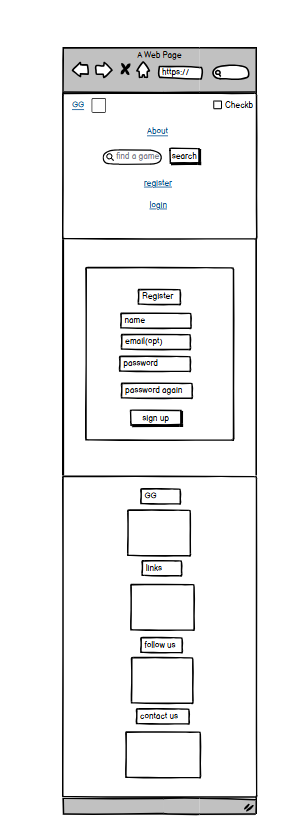 A Web Page
https://
GG
Checkb
About
find a game
search
register
login
Register
name
email(opt)
password
password again
sign up
GG
links
follow us
contact us